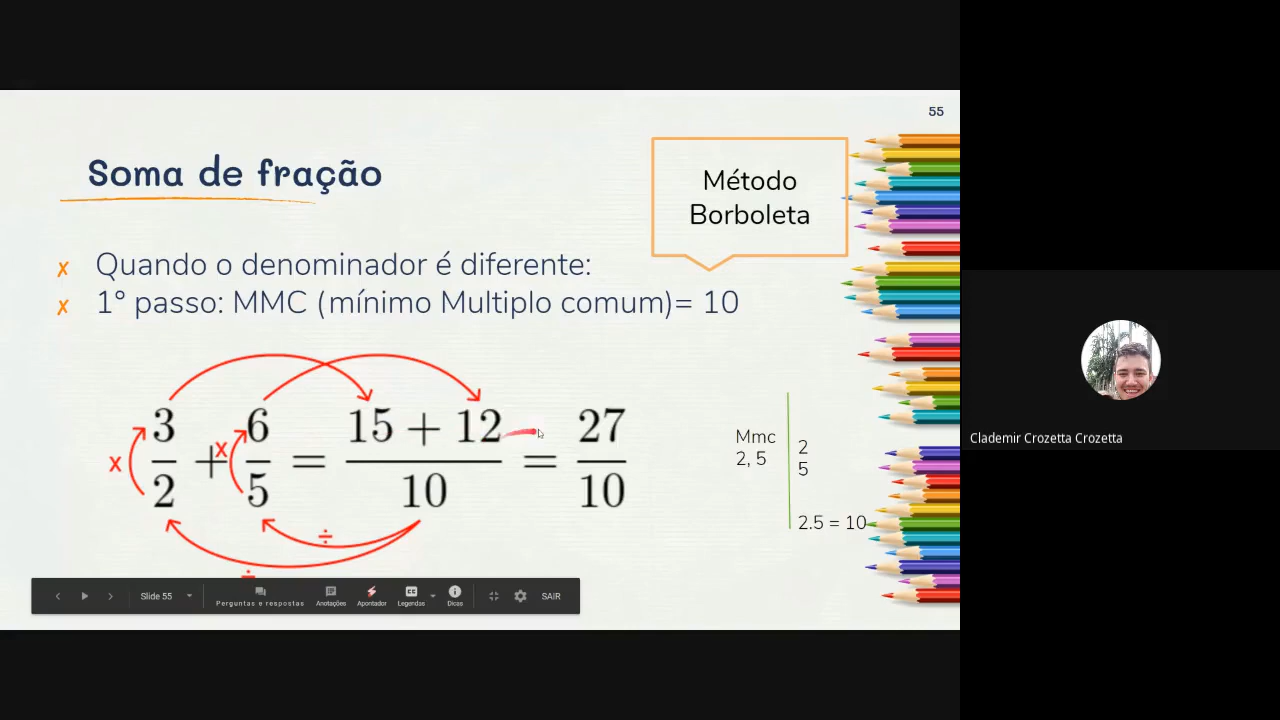 55
Soma de fração
Método
Borboleta
✗ Quando o denominador é diferente:
✗ 1º passo: MMC (mínimo Multiplo comum)= 10
3 6 15 + 12 27
x + x = =
2 5 10 10
÷
÷
Mmc
2, 5
2
5
2.5 = 10
Slide 55
Perguntas e respostas
Anotações
Apontador
CC
Legendas
Dicas
SAIR
Clademir Crozetta Crozetta